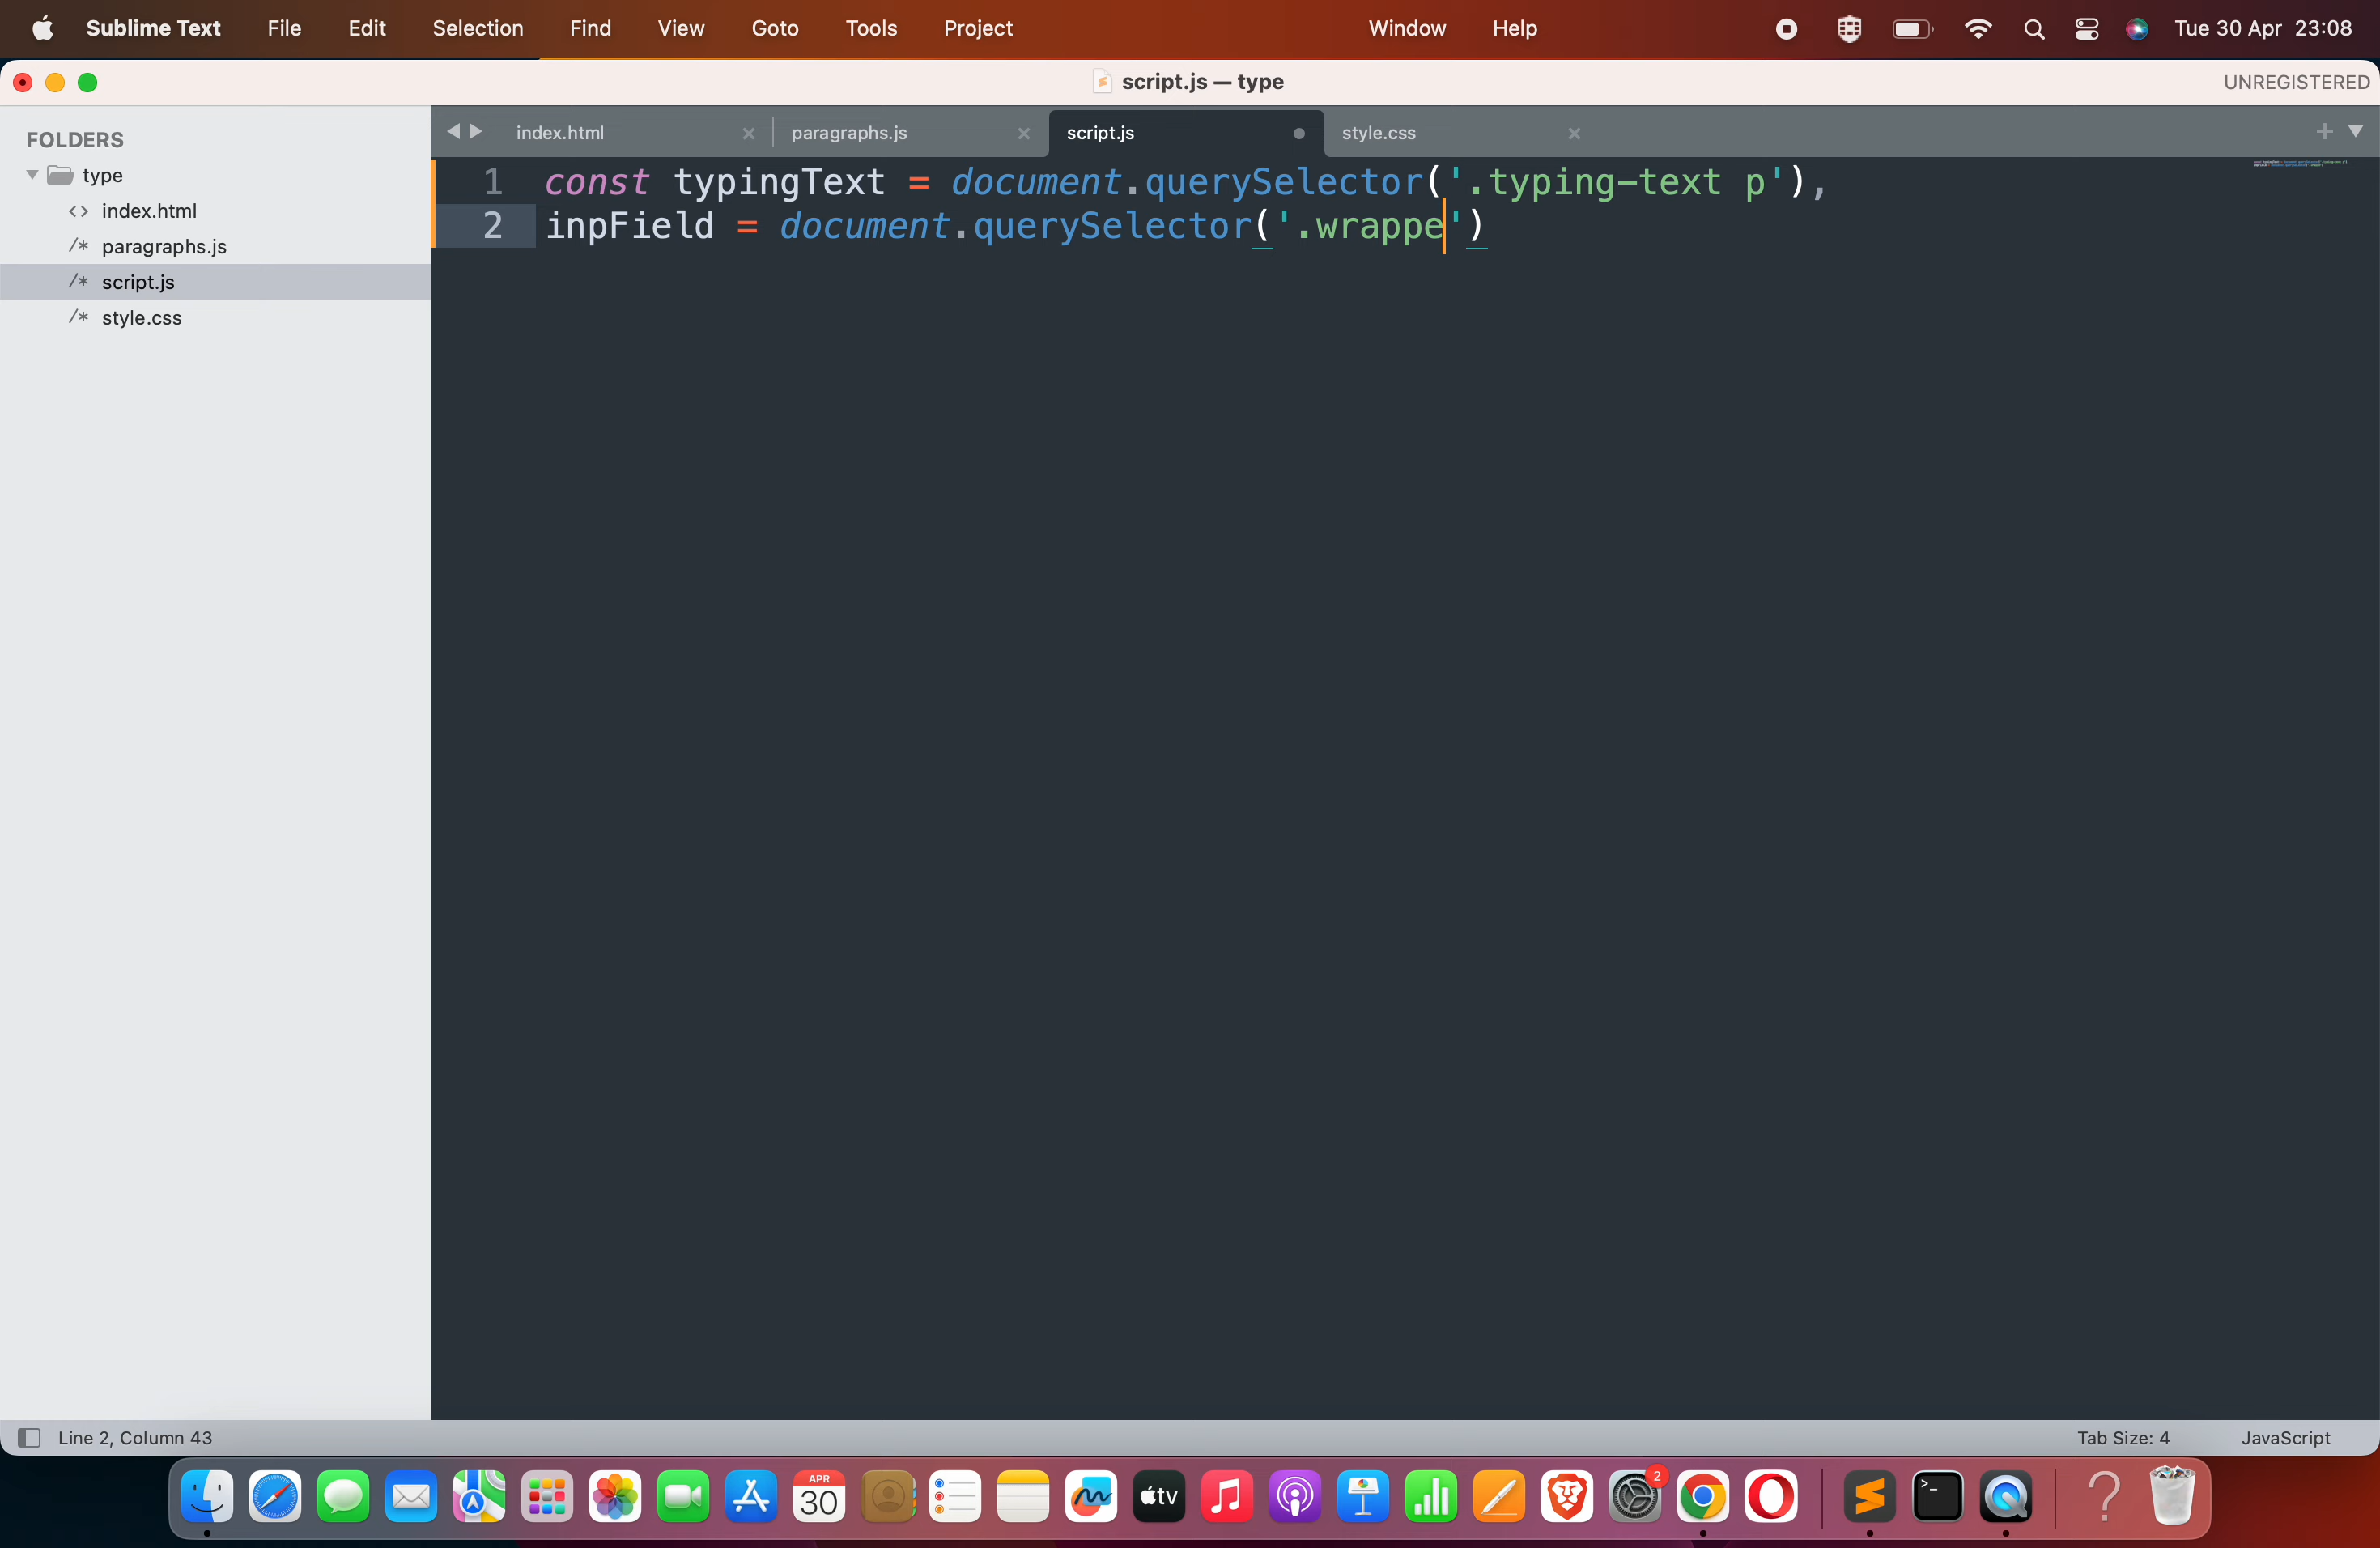 Sublime Text File Edit Selection Find View Goto Tools Project Window Help Tue 30 Apr 23:08
script.js — type UNREGISTERED
FOLDERS
type
index.html
paragraphs.js
script.js
style.css
index.html paragraphs.js script.js style.css
1 const typingText = document.querySelector('.typing-text p'),
2 inpField = document.querySelector('.wrappe')
Line 2, Column 43 Tab Size: 4 JavaScript
APR
30
tv
2